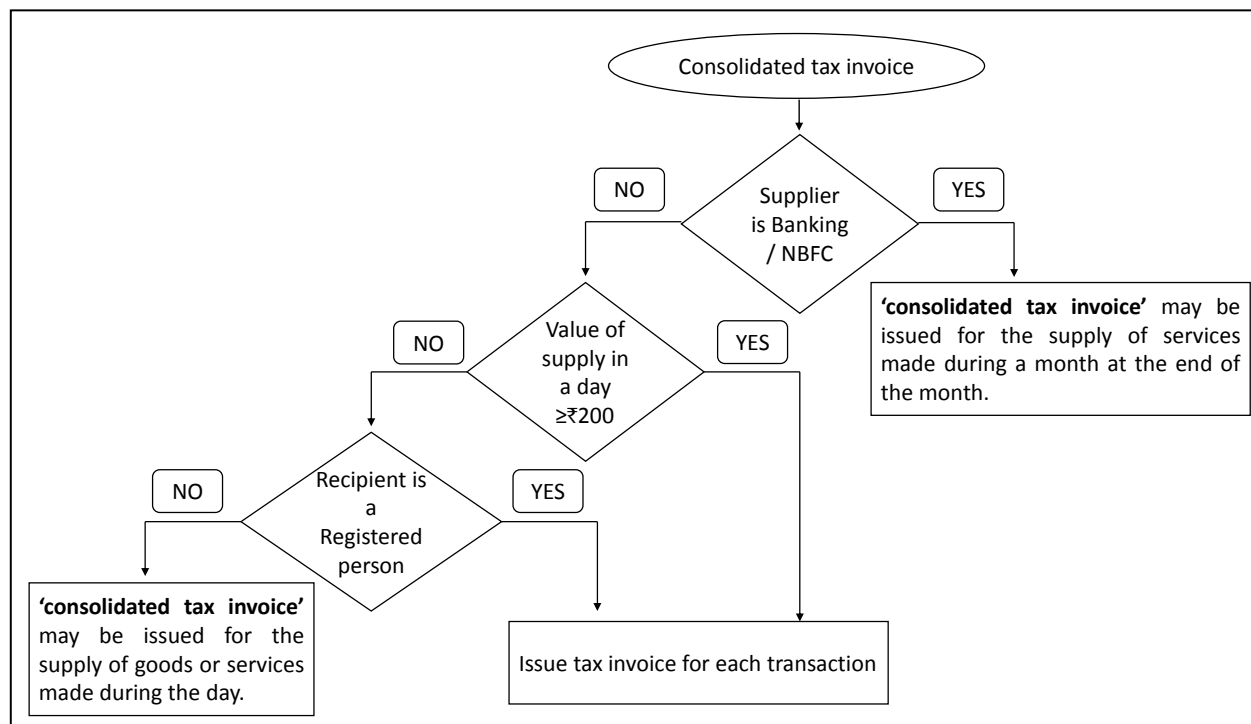 Consolidated tax invoice
NO
YES
Supplier
is Banking
/ NBFC
‘consolidated tax invoice’ may be
issued for the supply of services
made during a month at the end of
the month.
NO
YES
Value of
supply in
a day
≥₹200
NO
YES
Recipient is
a
Registered
person
‘consolidated tax invoice’
may be issued for the
supply of goods or services
made during the day.
Issue tax invoice for each transaction